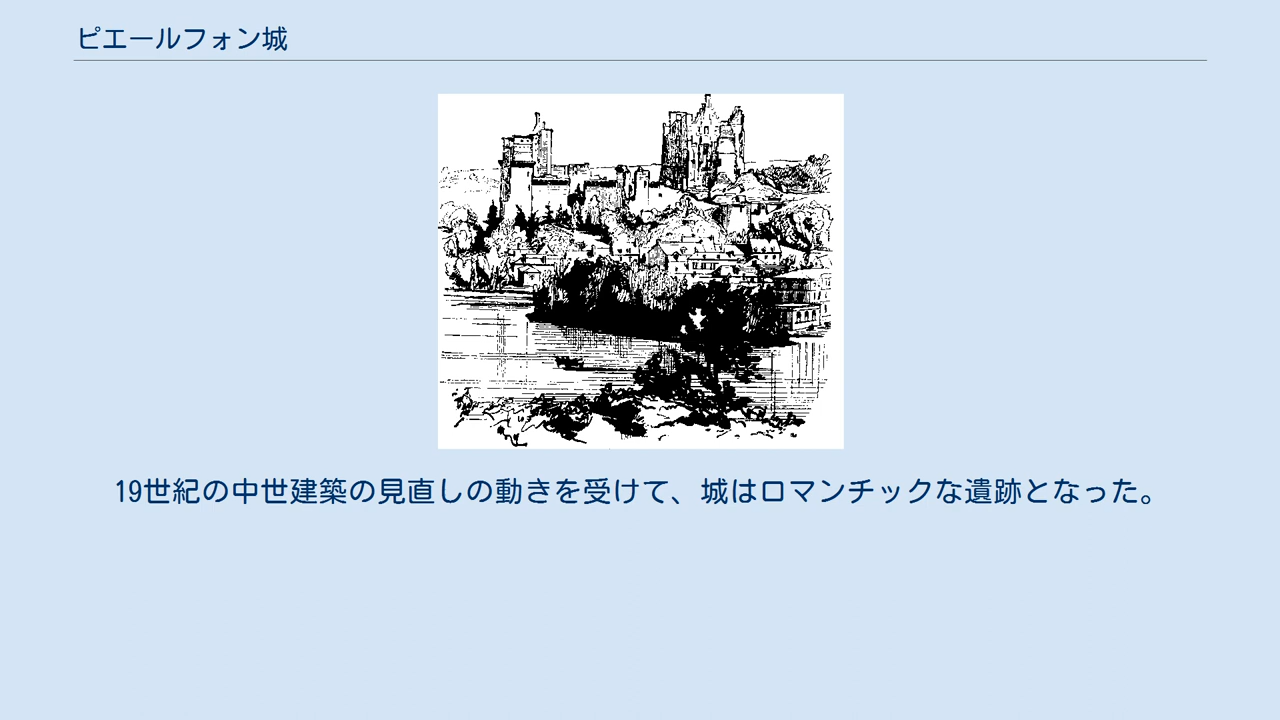 ピエールフォン城
19世紀の中世建築の見直しの動きを受けて、城はロマンチックな遺跡となった。